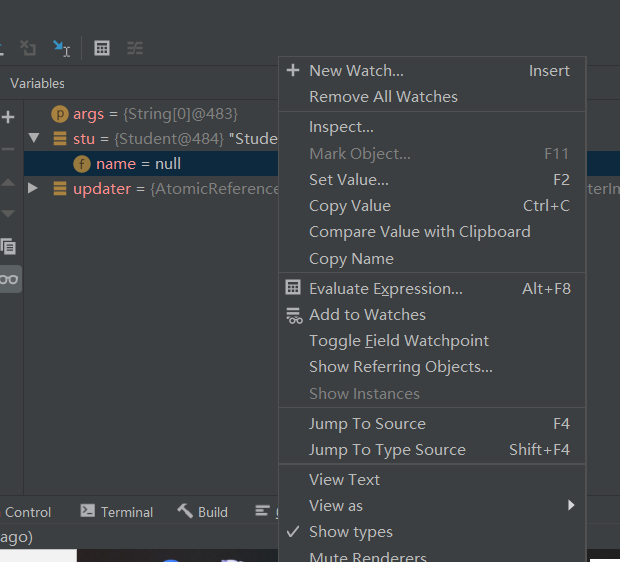 Variables
p args = {String[0]@483}
stu = {Student@484} "Stude
f name = null
updater = {AtomicReference
terIn
New Watch... Insert
Remove All Watches
Inspect...
Mark Object... F11
Set Value... F2
Copy Value Ctrl+C
Compare Value with Clipboard
Copy Name
Evaluate Expression... Alt+F8
Add to Watches
Toggle Field Watchpoint
Show Referring Objects...
Show Instances
Jump To Source F4
Jump To Type Source Shift+F4
View Text
View as
Show types
Mute Renderers
Control Terminal Build
ago)